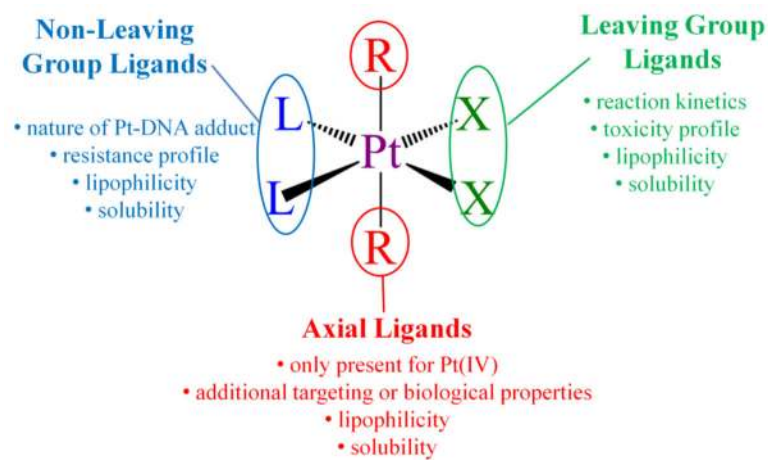 Non-Leaving
Group Ligands
• nature of Pt-DNA adduct
• resistance profile
• lipophilicity
• solubility
R
L
X
Pt
L
X
R
Leaving Group
Ligands
• reaction kinetics
• toxicity profile
• lipophilicity
• solubility
Axial Ligands
• only present for Pt(IV)
• additional targeting or biological properties
• lipophilicity
• solubility